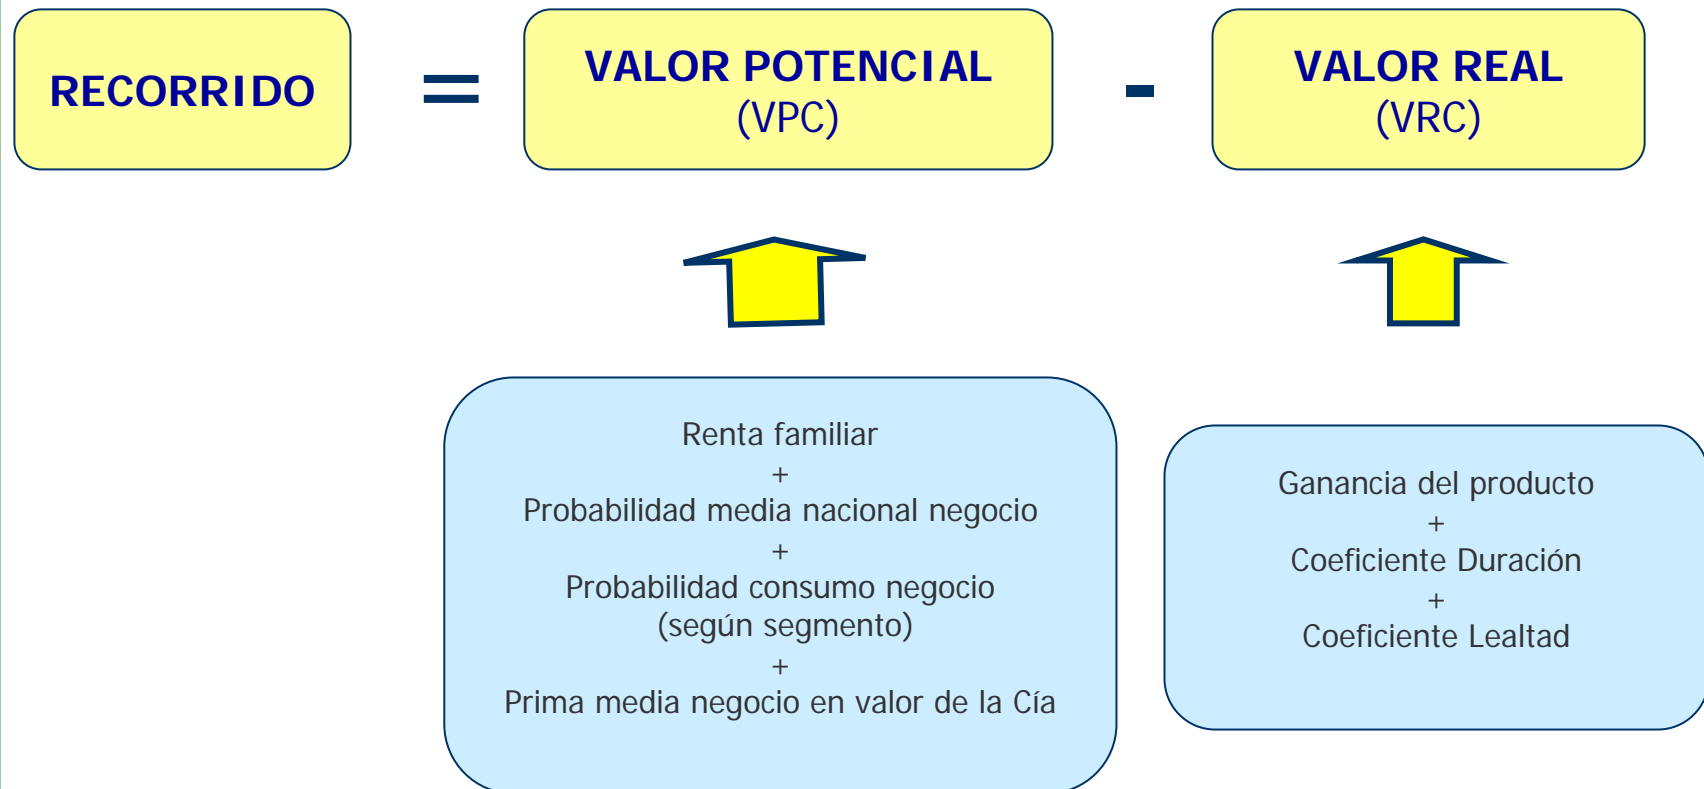 RECORRIDO
=
VALOR POTENCIAL
(VPC)
-
VALOR REAL
(VRC)
Renta familiar
+
Probabilidad media nacional negocio
+
Probabilidad consumo negocio
(según segmento)
+
Prima media negocio en valor de la Cía
Ganancia del producto
+
Coeficiente Duración
+
Coeficiente Lealtad